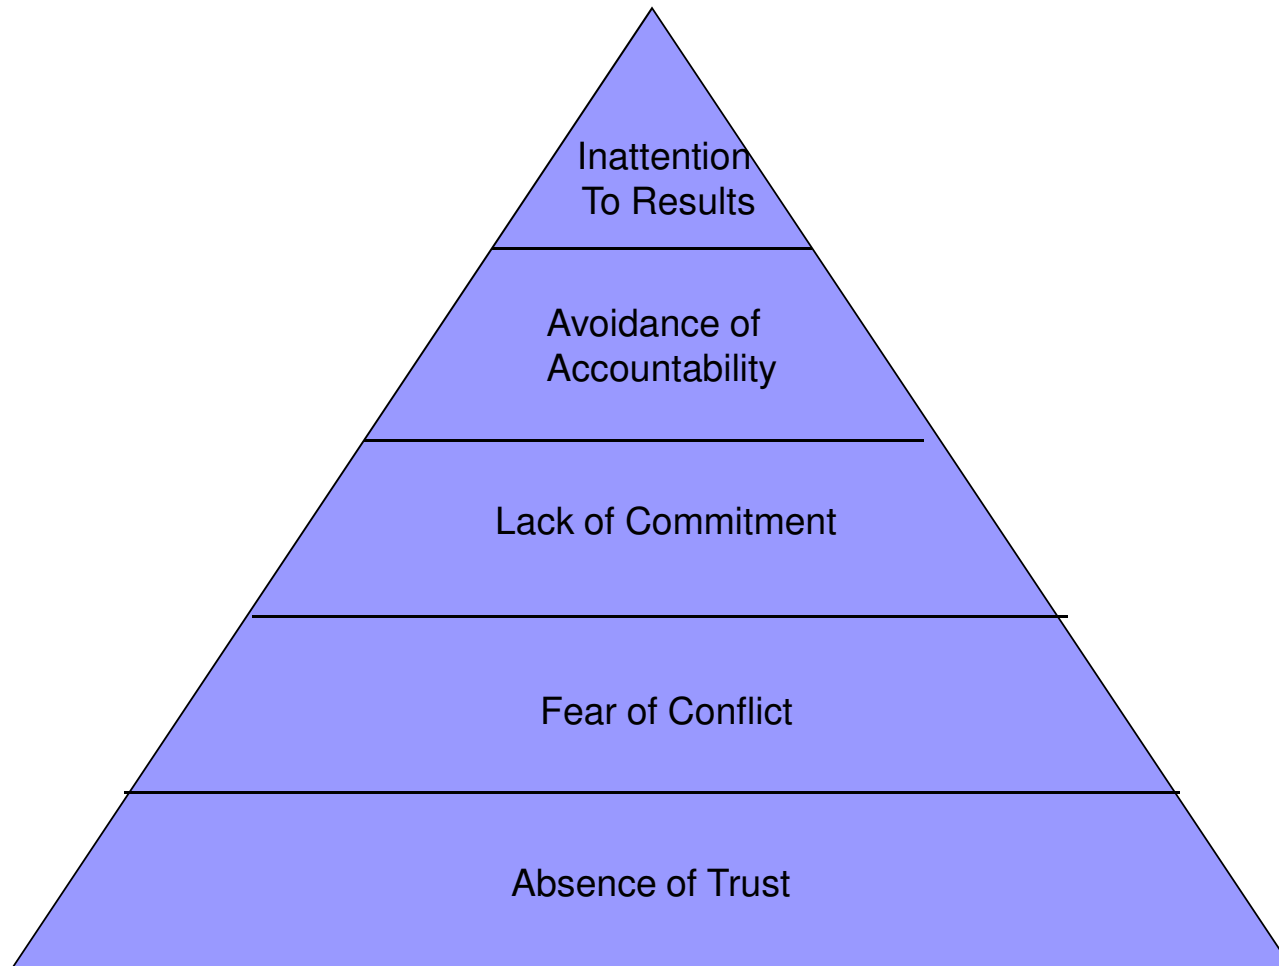 Inattention
To Results
Avoidance of
Accountability
Lack of Commitment
Fear of Conflict
Absence of Trust